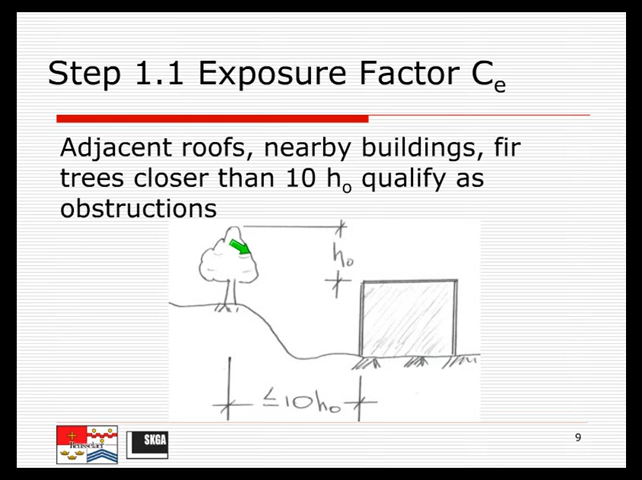 Step 1.1 Exposure Factor Ce
Adjacent roofs, nearby buildings, fir
trees closer than 10 ho qualify as
obstructions
ho
≤10ho
Rensselaer
SKGA
9